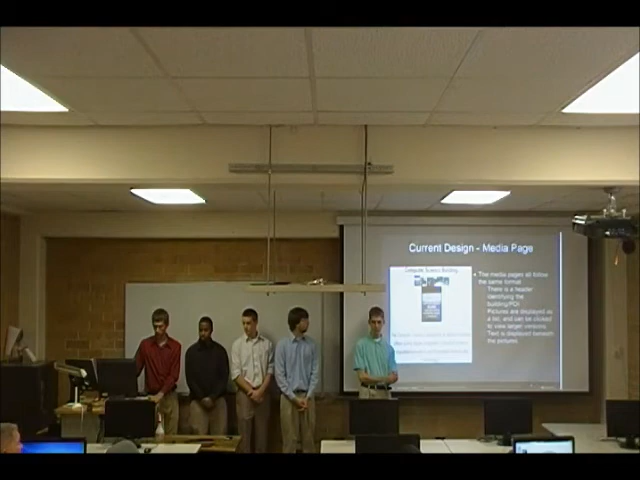 Current Design - Media Page
Computer Science Building
The media pages all follow
the same format
There is a header
identifying the
building/POI
Pictures are displayed as
a list, and can be clicked
to view larger versions
Text is displayed beneath
the pictures